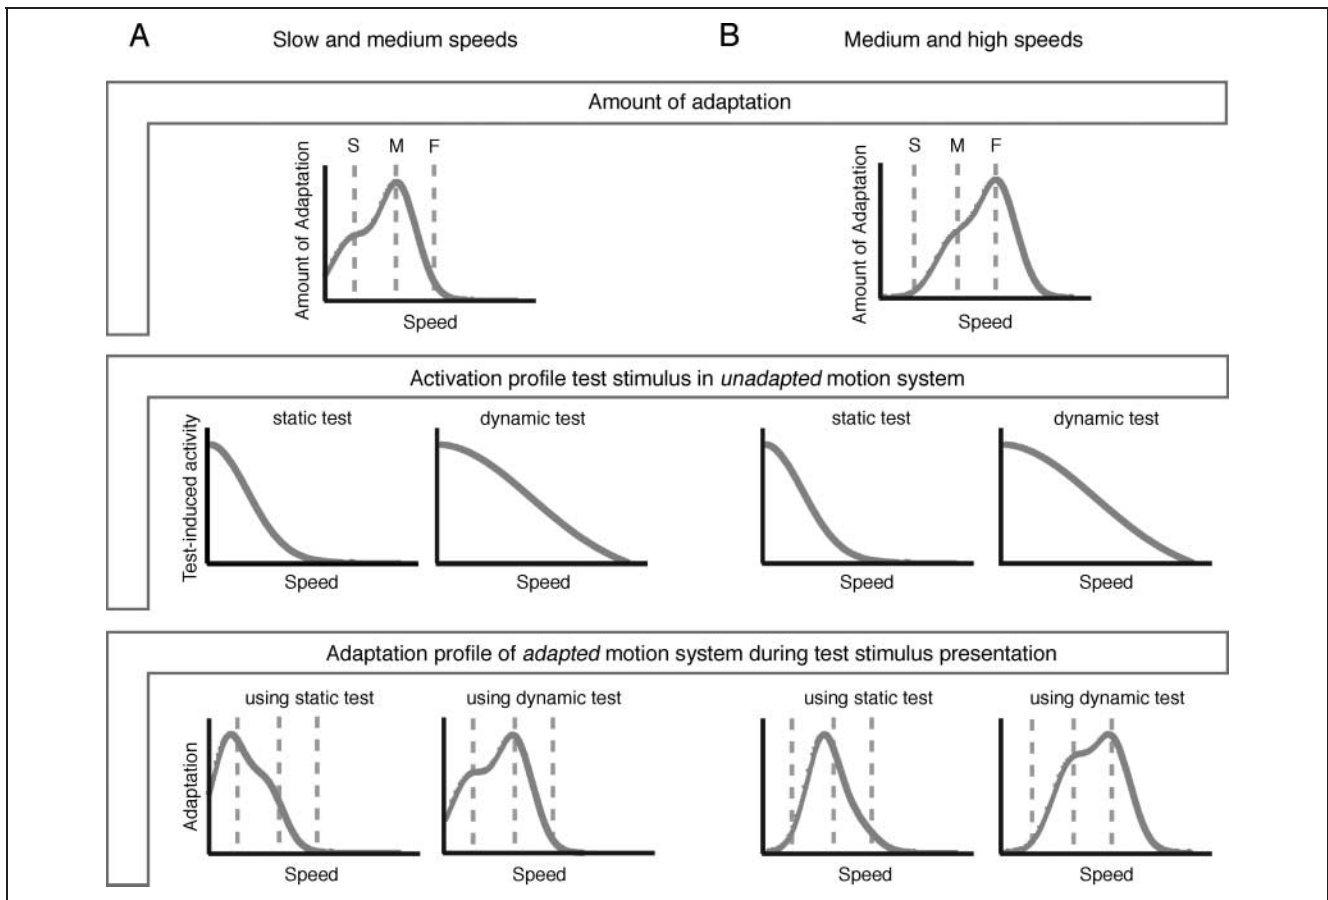 A
Slow and medium speeds
B
Medium and high speeds
Amount of adaptation
S M F
Amount of Adaptation
Speed
S M F
Amount of Adaptation
Speed
Activation profile test stimulus in unadapted motion system
static test
dynamic test
static test
dynamic test
Test-induced activity
Speed
Speed
Speed
Speed
Adaptation profile of adapted motion system during test stimulus presentation
using static test
using dynamic test
using static test
using dynamic test
Adaptation
Speed
Speed
Speed
Speed